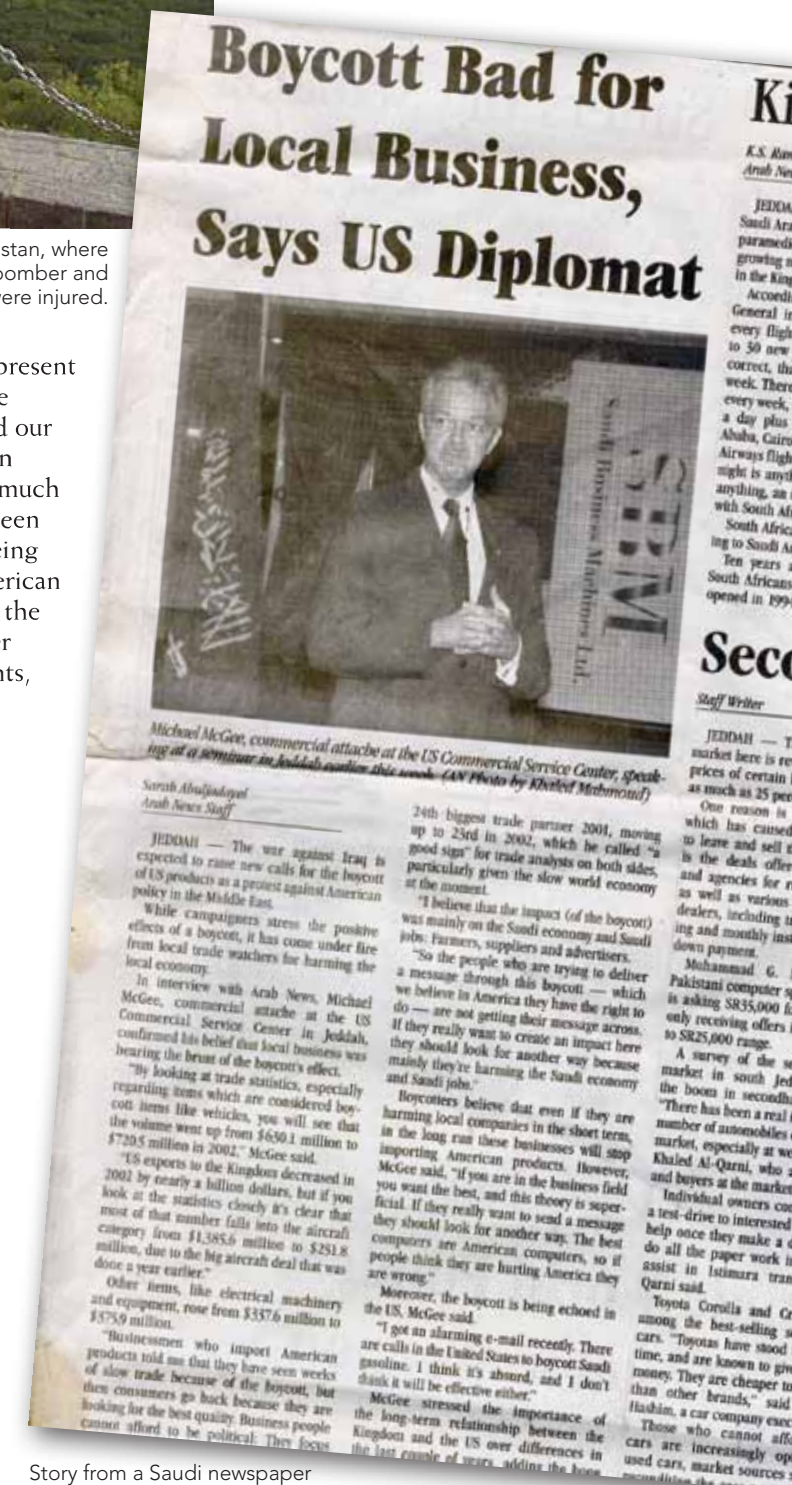 stan, where
bomber and
vere injured.
present
e
d our
n
much
een
eing
erican
the
er
nts,
Boycott Bad for
Local Business,
Says US Diplomat
SBM
Saudi Business Machines Ltd.
Michael McGee, commercial attache at the US Commercial Service Center, speak-
ing at a seminar in Jeddah earlier this week. (AN Photo by Khaled Mahmoud)
Sarah Abuljadayel
Arab News Staff
JEDDAH — The war against Iraq is
expected to raise new calls for the boycott
of US products as a protest against American
policy in the Middle East.
While campaigners stress the positive
effects of a boycott, it has come under fire
from local trade watchers for harming the
local economy.
In interview with Arab News, Michael
McGee, commercial attache at the US
Commercial Service Center in Jeddah,
confirmed his belief that local business was
bearing the brunt of the boycott's effect.
"By looking at trade statistics, especially
regarding items which are considered boy-
cott items like vehicles, you will see that
the volume went up from $630.1 million to
$720.5 million in 2002," McGee said.
"US exports to the Kingdom decreased in
2002 by nearly a billion dollars, but if you
look at the statistics closely it's clear that
most of that number falls into the aircraft
category from $1,385.6 million to $251.8
million, due to the big aircraft deal that was
done a year earlier."
Other items, like electrical machinery
and equipment, rose from $337.6 million to
$375.9 million.
"Businessmen who import American
products told me that they have seen weeks
of slow trade because of the boycott, but
then consumers go back because they are
looking for the best quality. Business people
cannot afford to be political. They focus
24th biggest trade partner 2001, moving
up to 23rd in 2002, which he called "a
good sign" for trade analysts on both sides,
particularly given the slow world economy
at the moment.
"I believe that the impact (of the boycott)
was mainly on the Saudi economy and Saudi
jobs: Farmers, suppliers and advertisers.
"So the people who are trying to deliver
a message through this boycott — which
we believe in America they have the right to
do — are not getting their message across.
If they really want to create an impact here
they should look for another way because
mainly they're harming the Saudi economy
and Saudi jobs."
Boycotters believe that even if they are
harming local companies in the short term,
in the long run these businesses will stop
importing American products. However,
McGee said, "if you are in the business field
you want the best, and this theory is super-
ficial. If they really want to send a message
they should look for another way. The best
computers are American computers, so if
people think they are hurting America they
are wrong."
Moreover, the boycott is being echoed in
the US, McGee said.
"I got an alarming e-mail recently. There
are calls in the United States to boycott Saudi
gasoline. I think it's absurd, and I don't
think it will be effective either."
McGee stressed the importance of
the long-term relationship between the
Kingdom and the US over differences in
the last couple of years, adding the hope
Ki
K.S. Ram
Arab New
JEDDA
Saudi Ara
paramedi
growing n
in the King
Accordi
General in
every fligh
to 30 new
correct, tha
week. There
every week,
a day plus
Ababa, Cairo
Airways fligh
night is anyth
anything, an
with South Af
South Africa
ing to Saudi A
Ten years a
South Africans
opened in 1994
Seco
Staff Writer
JEDDAH — T
market here is re
prices of certain
as much as 25 per
One reason is
which has caused
to leave and sell t
is the deals offer
and agencies for n
as well as various
dealers, including tr
ing and monthly inst
down payment.
Muhammad G.
Pakistani computer sp
is asking SR35,000 fo
only receiving offers i
to SR25,000 range.
A survey of the se
market in south Jed
the boom in secondha
"There has been a real i
number of automobiles
market, especially at we
Khaled Al-Qarni, who a
and buyers at the market
Individual owners con
a test-drive to interested
help once they make a d
do all the paper work i
assist in Istimara tran
Qarni said.
Toyota Corolla and Cr
among the best-selling s
cars. "Toyotas have stood
time, and are known to giv
money. They are cheaper to
than other brands," said
Hashim, a car company exec
Those who cannot affo
cars are increasingly op
used cars, market sources s
Story from a Saudi newspaper